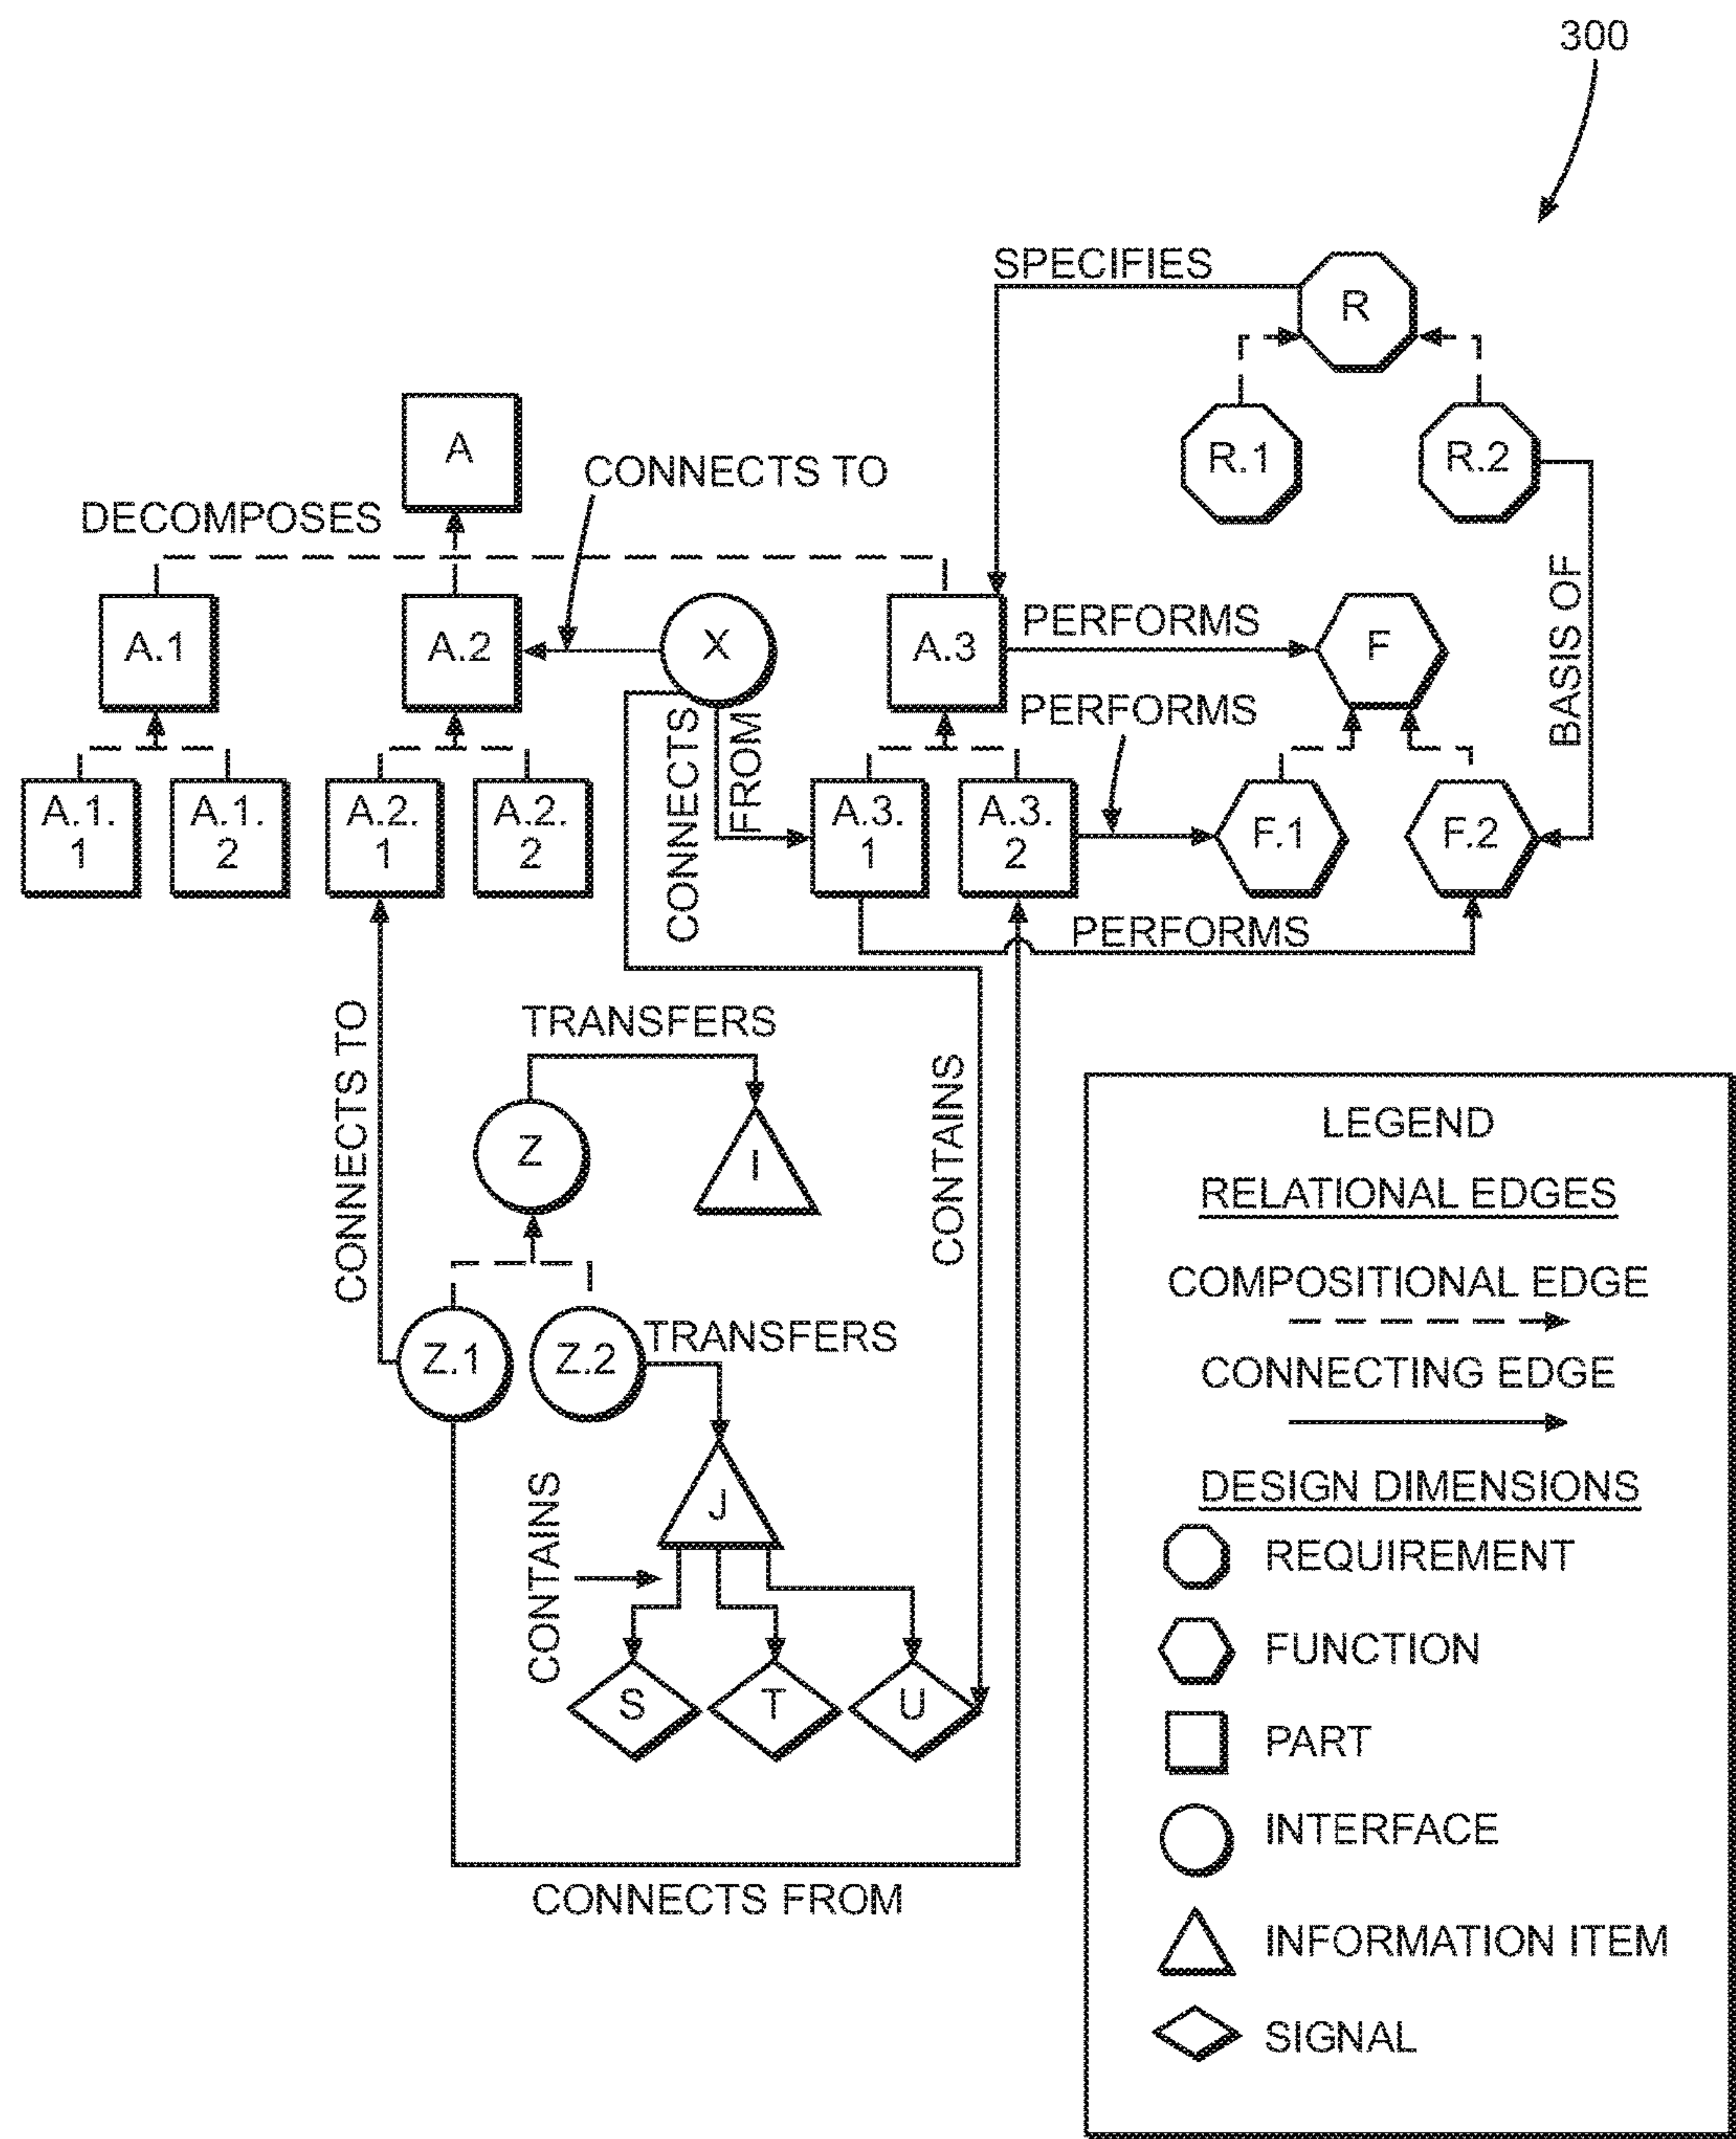 300
SPECIFIES
R
R.1
R.2
A
CONNECTS TO
DECOMPOSES
A.1
A.2
X
A.3
PERFORMS
F
BASIS OF
CONNECTS
FROM
PERFORMS
A.1.
1
A.1.
2
A.2.
1
A.2.
2
A.3.
1
A.3.
2
F.1
F.2
PERFORMS
CONNECTS TO
TRANSFERS
Z
I
CONTAINS
Z.1
Z.2
TRANSFERS
J
CONTAINS
S
T
U
CONNECTS FROM
LEGEND
RELATIONAL EDGES
COMPOSITIONAL EDGE
CONNECTING EDGE
DESIGN DIMENSIONS
REQUIREMENT
FUNCTION
PART
INTERFACE
INFORMATION ITEM
SIGNAL